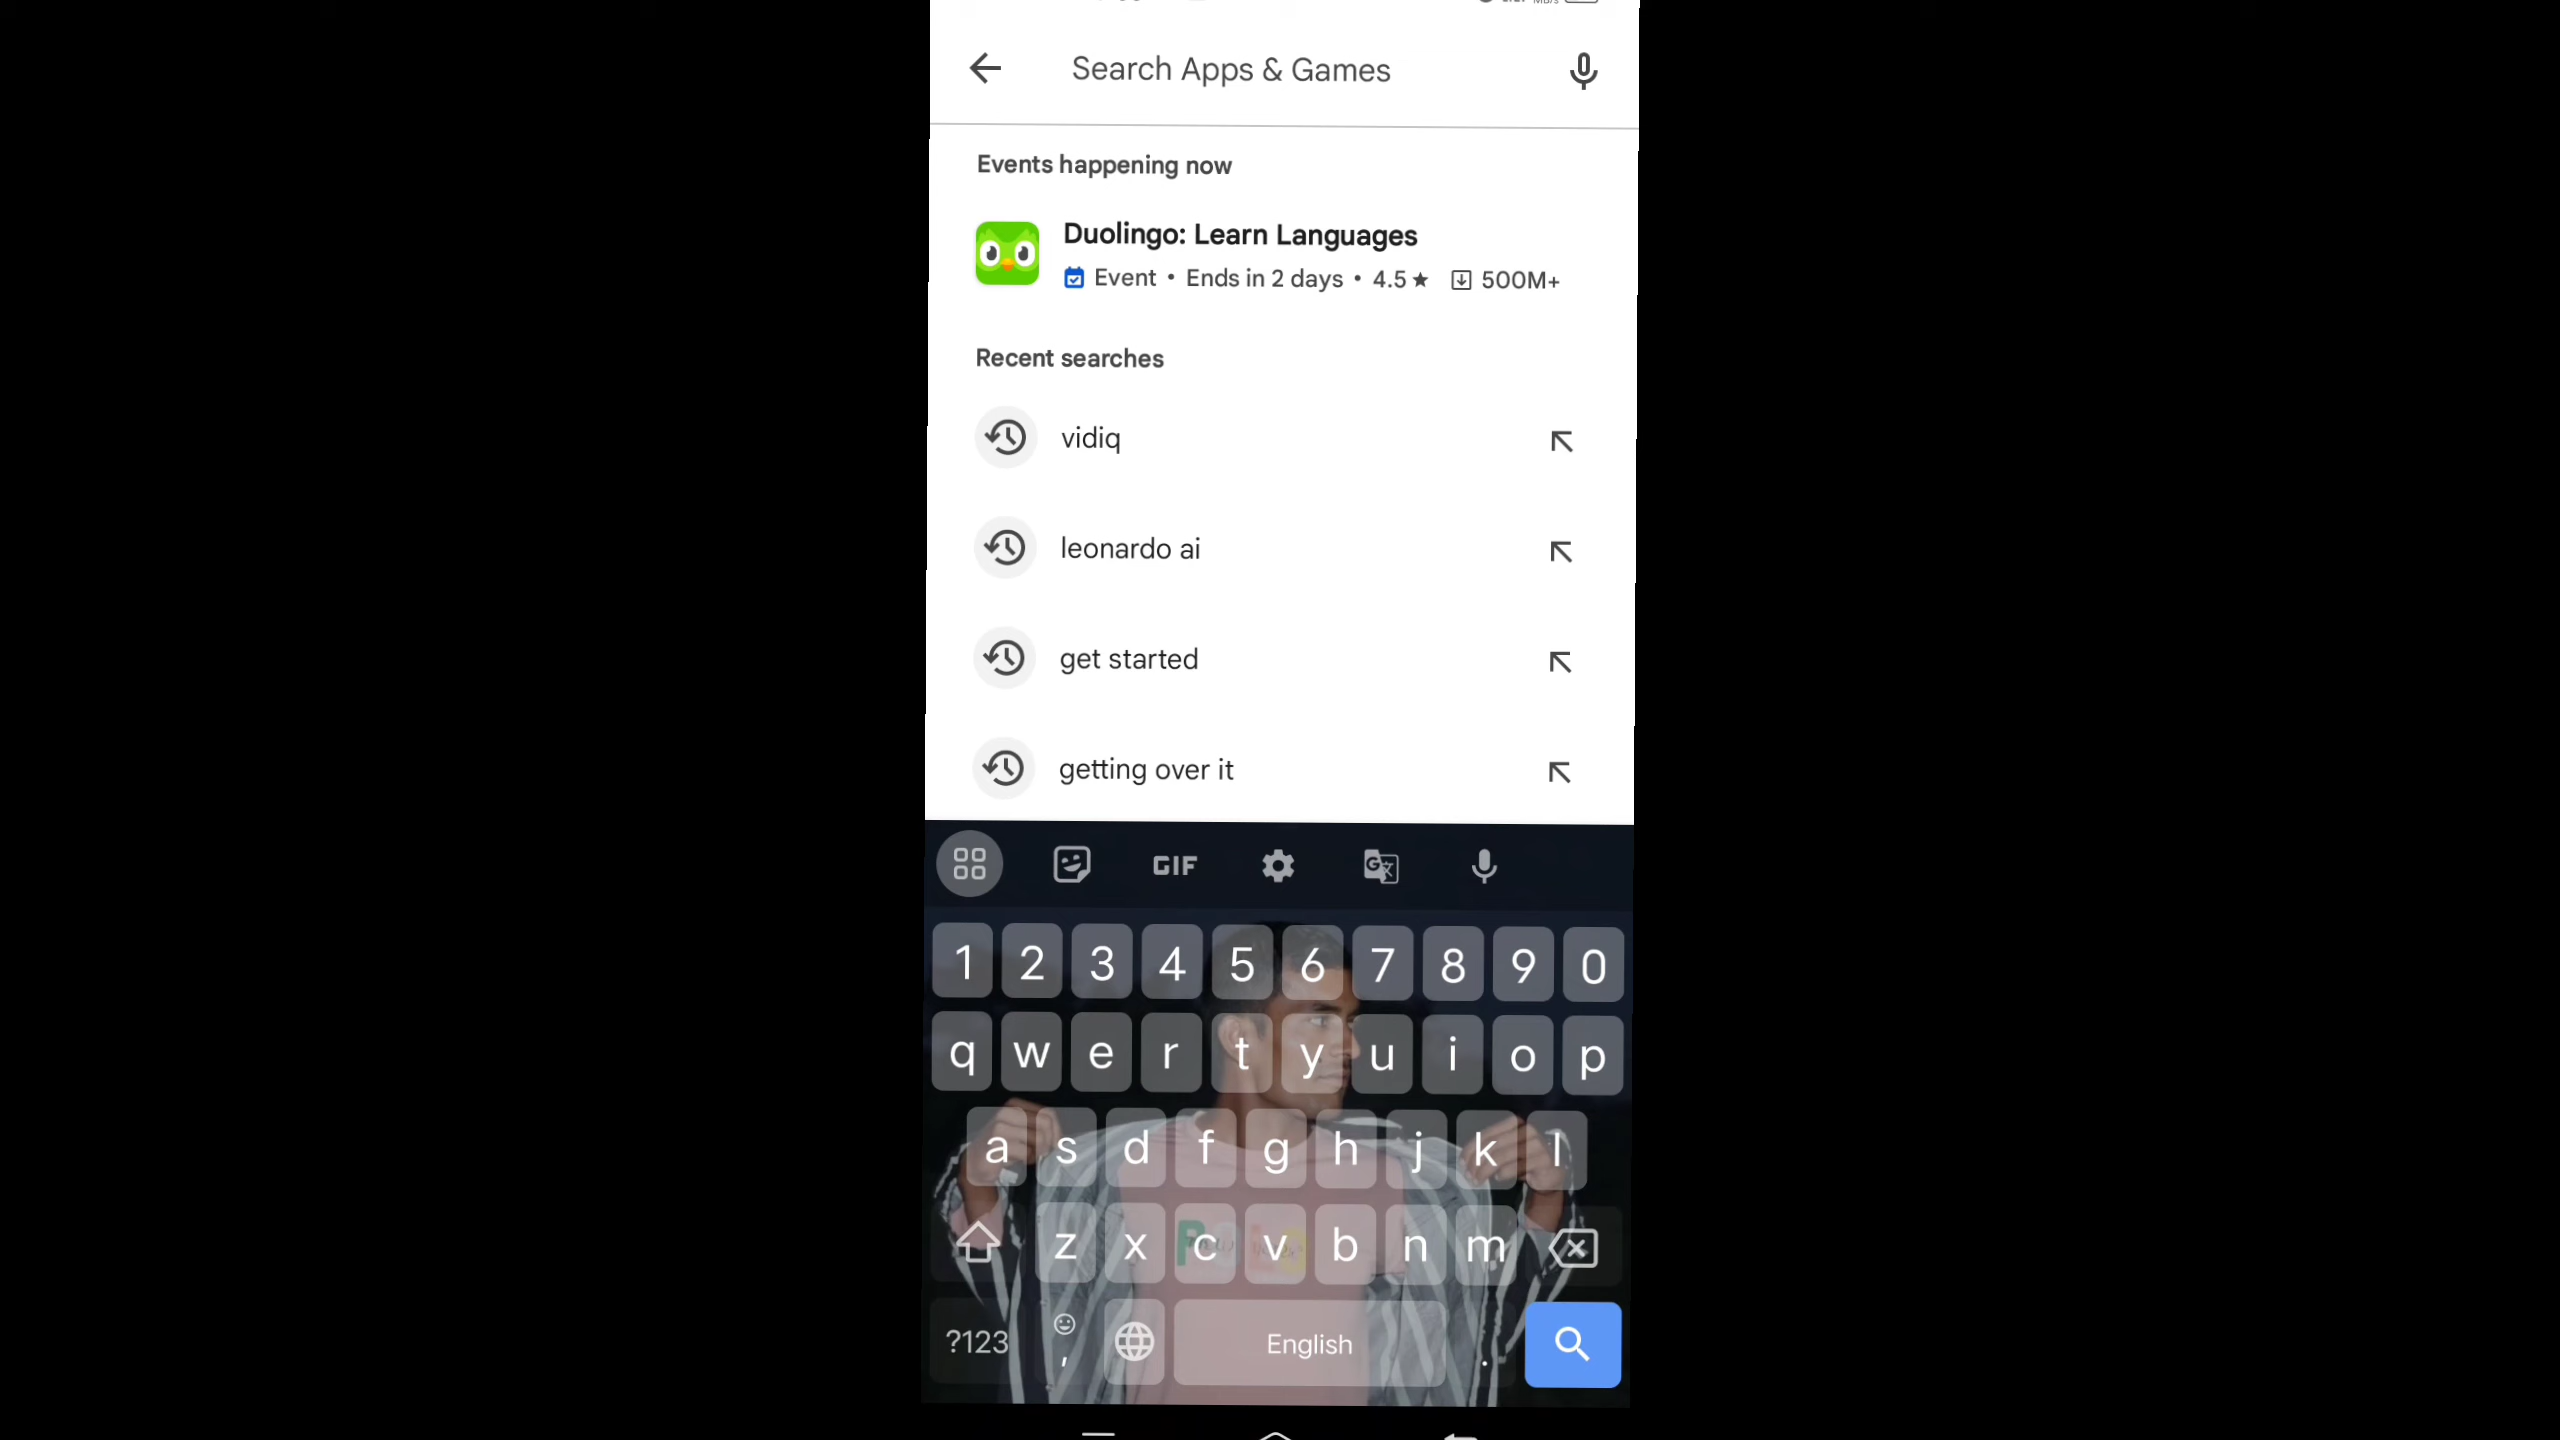 Search Apps & Games
Events happening now
Duolingo: Learn Languages
Event • Ends in 2 days • 4.5★ 500M+
Recent searches
vidiq
leonardo ai
get started
getting over it
GIF
1 2 3 4 5 6 7 8 9 0
q w e r t y u i o p
a s d f g h j k l
z x c v b n m
?123 , English .